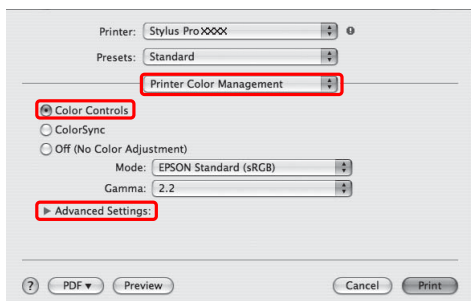 Printer: Stylus Pro XXXX
Presets: Standard
Printer Color Management
Color Controls
ColorSync
Off (No Color Adjustment)
Mode: EPSON Standard (sRGB)
Gamma: 2.2
Advanced Settings:
? PDF Preview Cancel Print